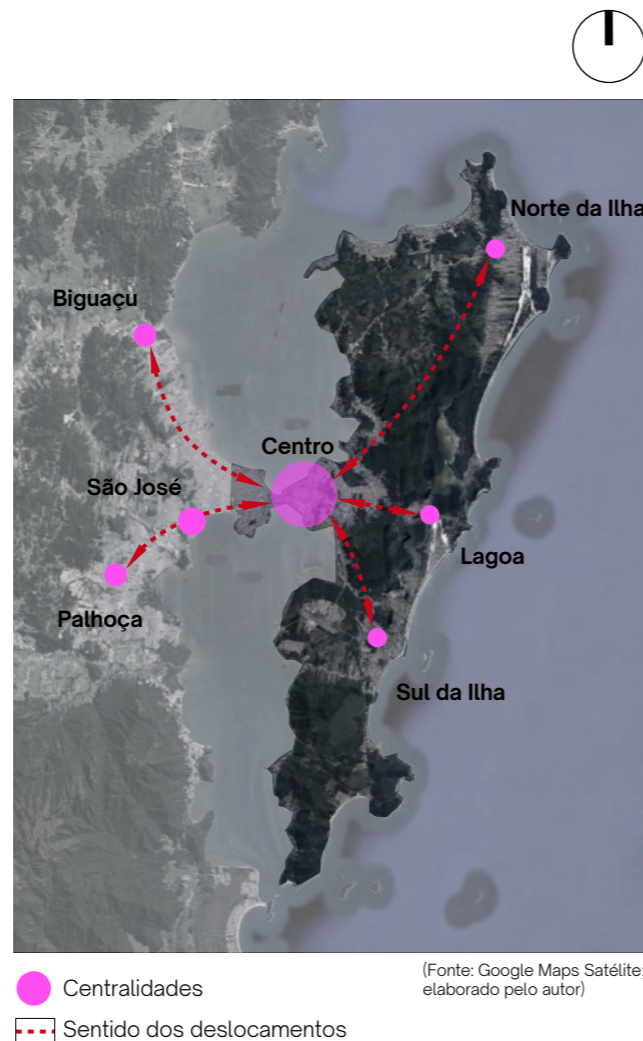 Norte da Ilha
Biguaçu
Centro
São José
Lagoa
Palhoça
Sul da Ilha
(Fonte: Google Maps Satélite;
elaborado pelo autor)
Centralidades
Sentido dos deslocamentos